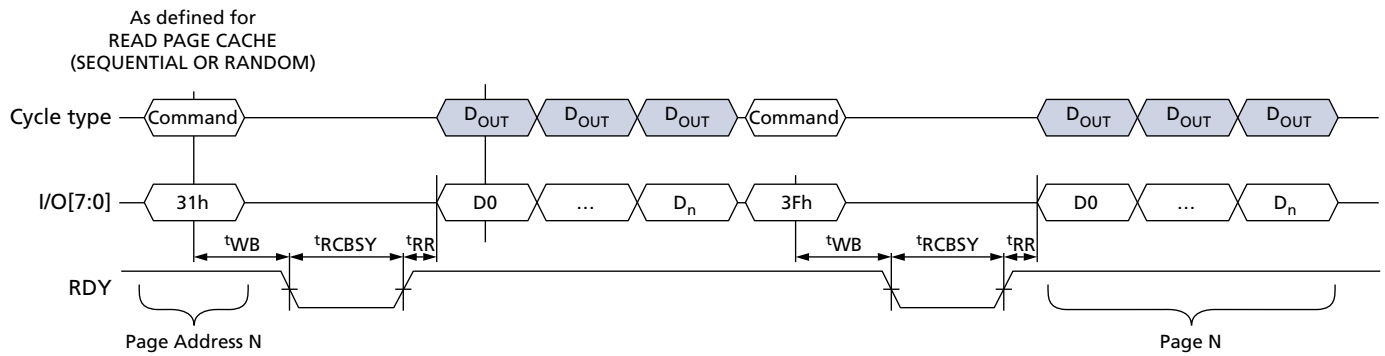 As defined for
READ PAGE CACHE
(SEQUENTIAL OR RANDOM)
Cycle type Command DOUT DOUT DOUT Command DOUT DOUT DOUT
I/O[7:0] 31h D0 … Dn 3Fh D0 … Dn
tWB tRCBSY tRR tWB tRCBSY tRR
RDY
Page Address N Page N